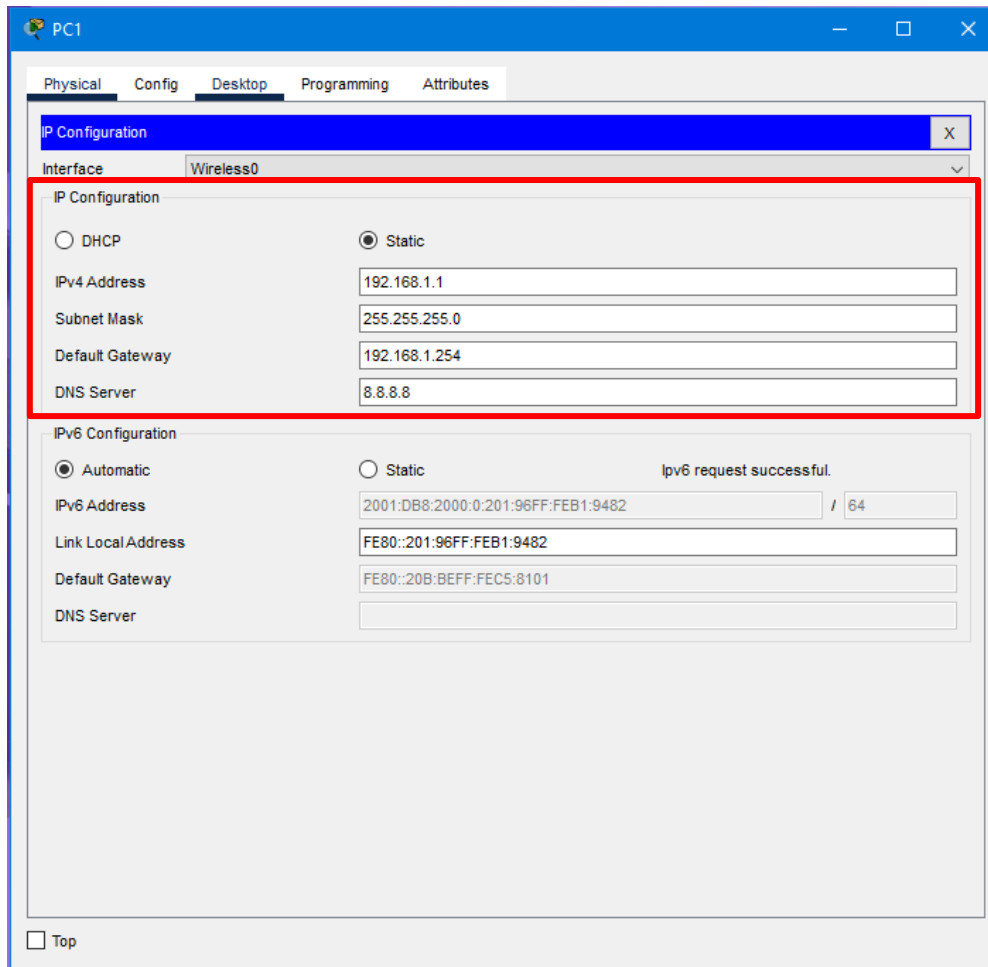 PC1
Physical Config Desktop Programming Attributes
IP Configuration X
Interface Wireless0
IP Configuration
DHCP Static
IPv4 Address 192.168.1.1
Subnet Mask 255.255.255.0
Default Gateway 192.168.1.254
DNS Server 8.8.8.8
IPv6 Configuration
Automatic Static Ipv6 request successful.
IPv6 Address 2001:DB8:2000:0:201:96FF:FEB1:9482 / 64
Link Local Address FE80::201:96FF:FEB1:9482
Default Gateway FE80::20B:BEFF:FEC5:8101
DNS Server
Top